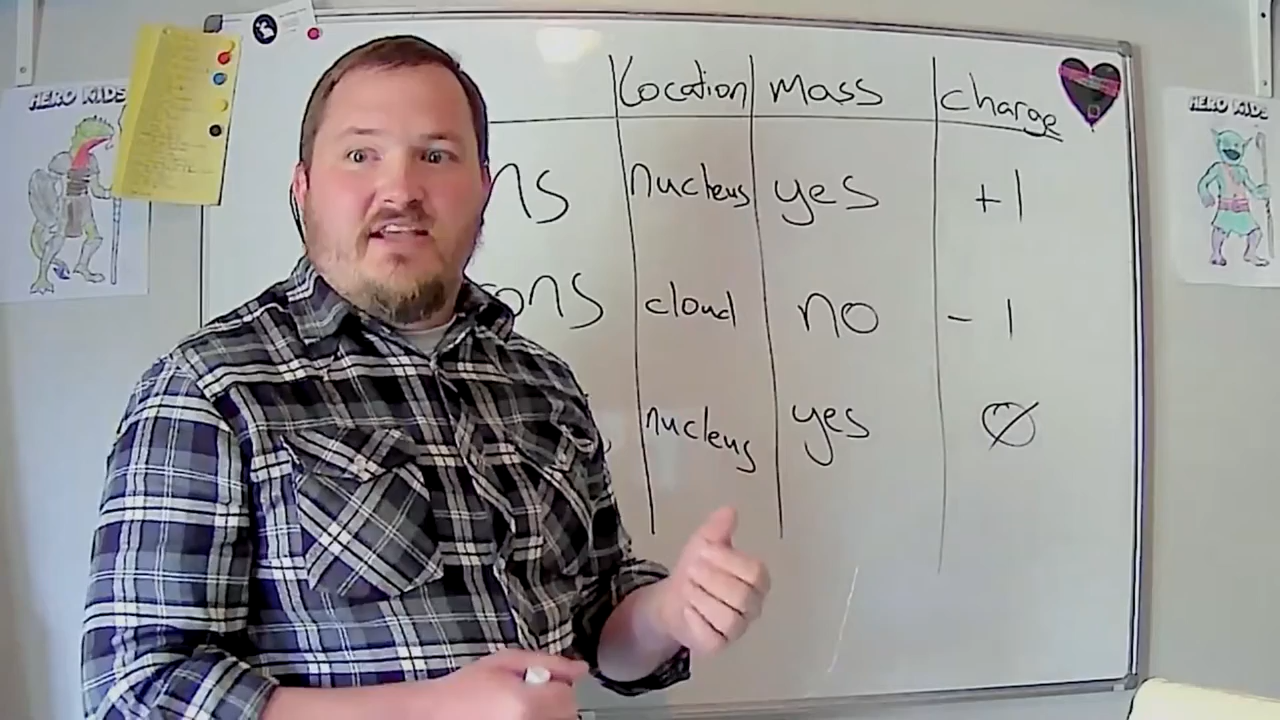 HERO KIDS
Location Mass Charge
ns nucleus yes +1
ons cloud no -1
nucleus yes ∅
HERO KIDS